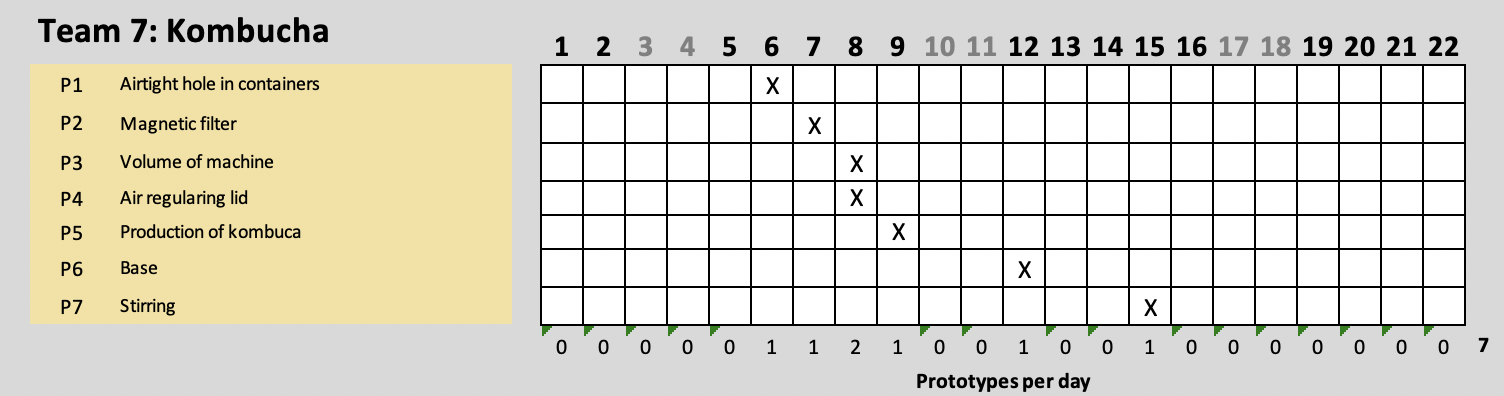 Team 7: Kombucha
1 2 3 4 5 6 7 8 9 10 11 12 13 14 15 16 17 18 19 20 21 22
P1 Airtight hole in containers X
P2 Magnetic filter X
P3 Volume of machine X
P4 Air regularing lid X
P5 Production of kombuca X
P6 Base X
P7 Stirring X
0 0 0 0 0 1 1 2 1 0 0 1 0 0 1 0 0 0 0 0 0 0 7
Prototypes per day